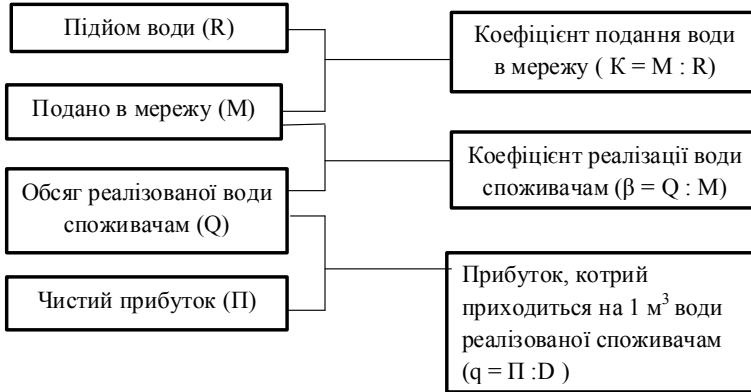 Підйом води (R)
Подано в мережу (М)
Обсяг реалізованої води
споживачам (Q)
Чистий прибуток (П)
Коефіцієнт подання води
в мережу ( К = М : R)
Коефіцієнт реалізації води
споживачам (β = Q : М)
Прибуток, котрий
приходиться на 1 м³ води
реалізованої споживачам
(q = П :D )